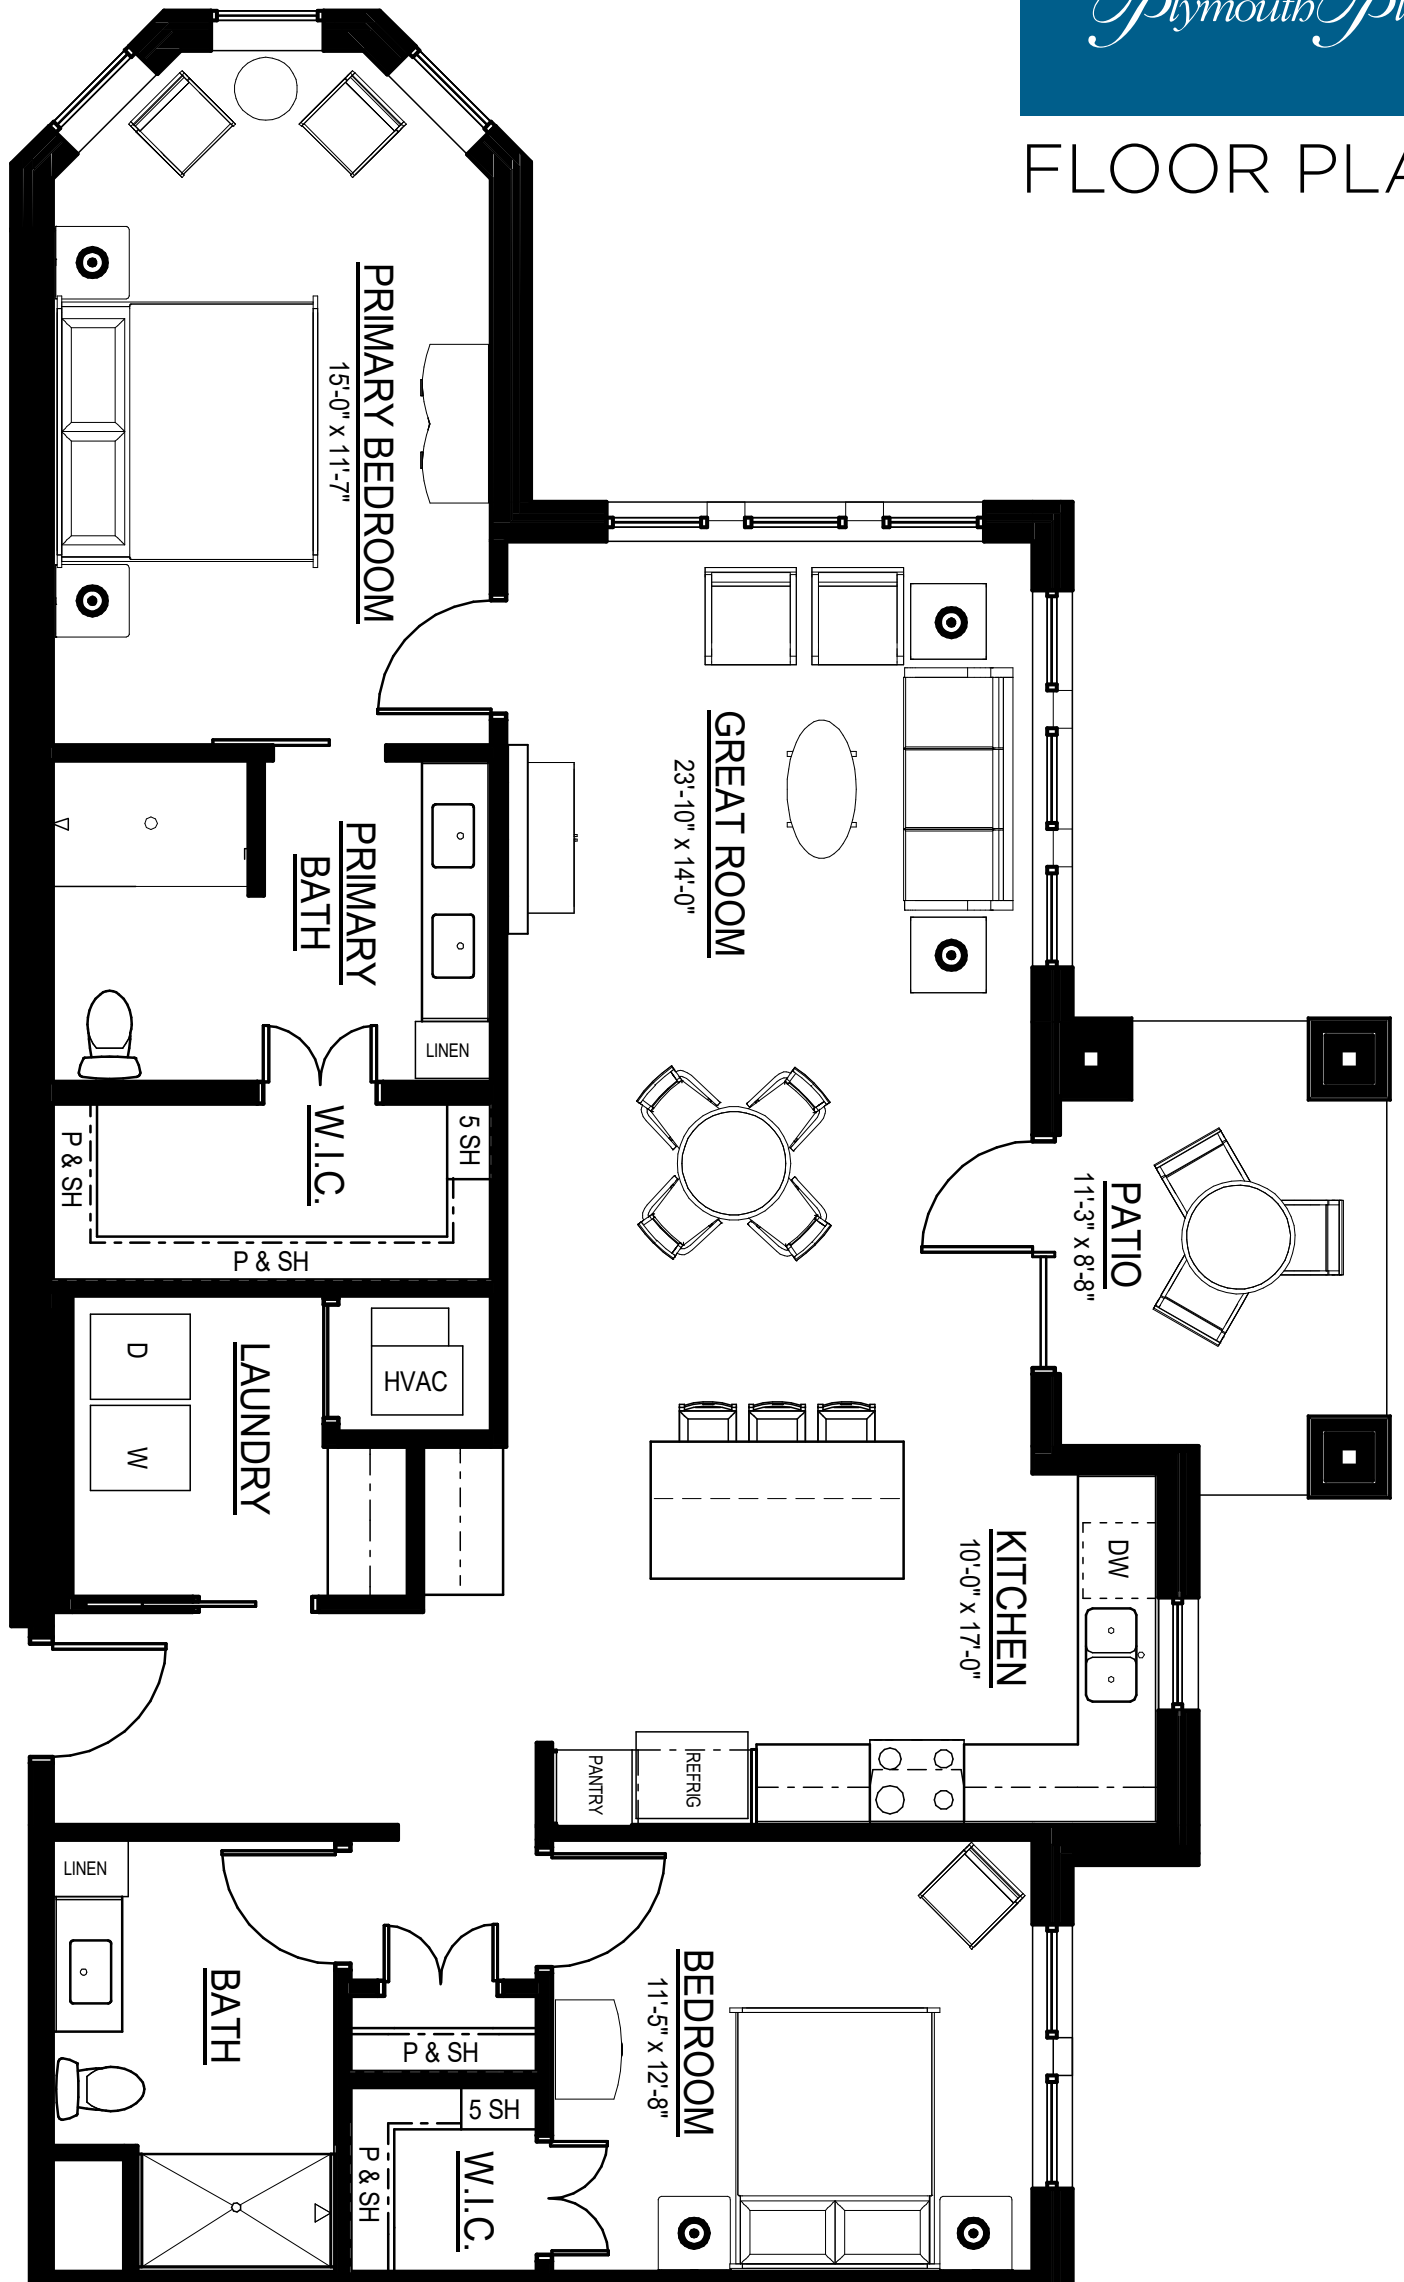 Plymouth Pl
FLOOR PLA
PRIMARY BEDROOM
15'-0" x 11'-7"
GREAT ROOM
23'-10" x 14'-0"
PRIMARY
BATH
LINEN
W.I.C.
5 SH
P & SH
P & SH
PATIO
11'-3" x 8'-8"
LAUNDRY
D
W
HVAC
KITCHEN
10'-0" x 17'-0"
DW
REFRIG
PANTRY
LINEN
BATH
BEDROOM
11'-5" x 12'-8"
P & SH
5 SH
W.I.C.
P & SH